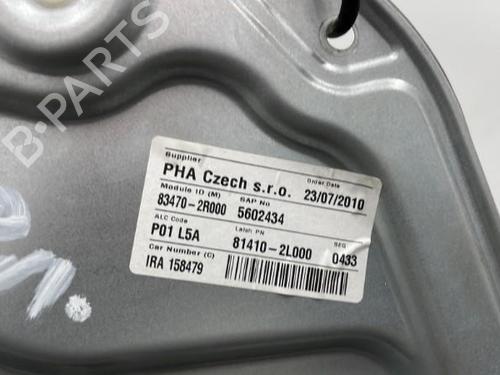 B-PARTS
Supplier Order Date
PHA Czech s.r.o. 23/07/2010
Module ID (M) SAP No
83470-2R000 5602434
ALC Code Latch PN SEQ
P01 L5A 81410-2L000 0433
Car Number (C)
IRA 158479